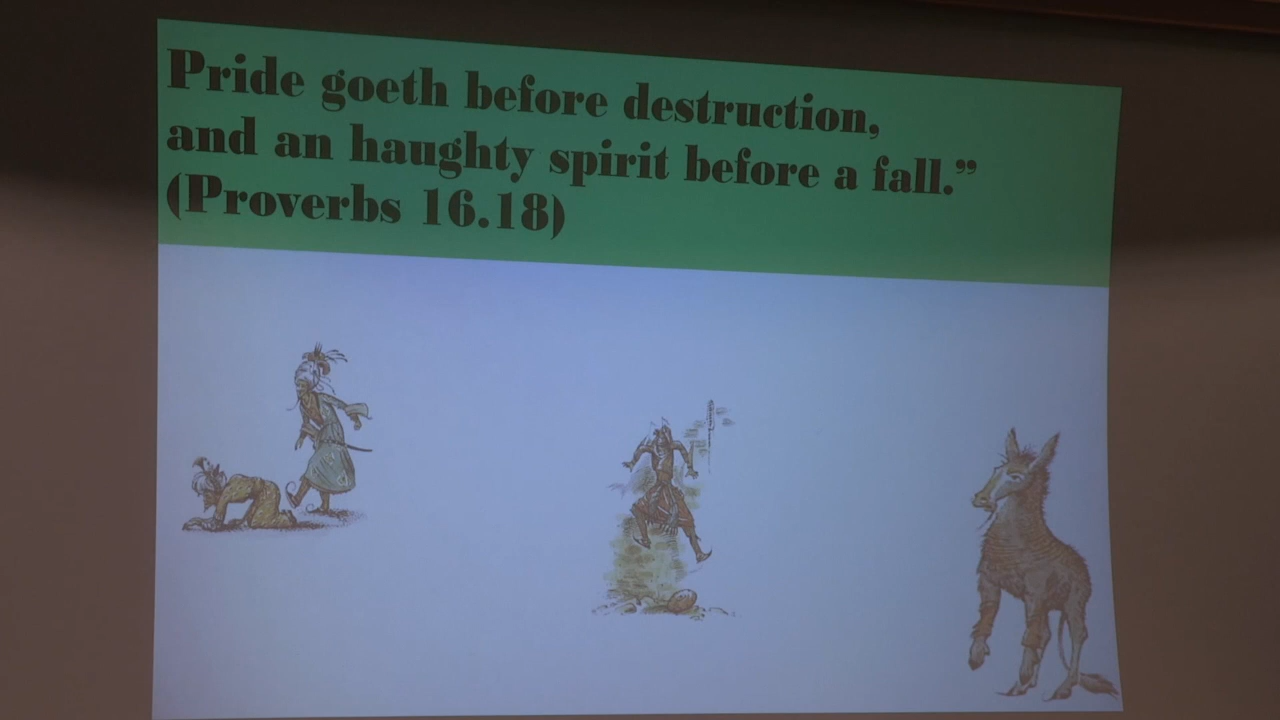 Pride goeth before destruction,
and an haughty spirit before a fall.”
(Proverbs 16.18)